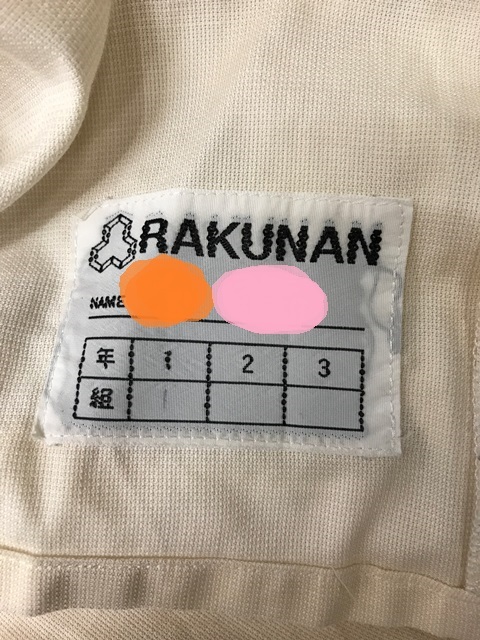 RAKUNAN
NAME
年 1 2 3
組